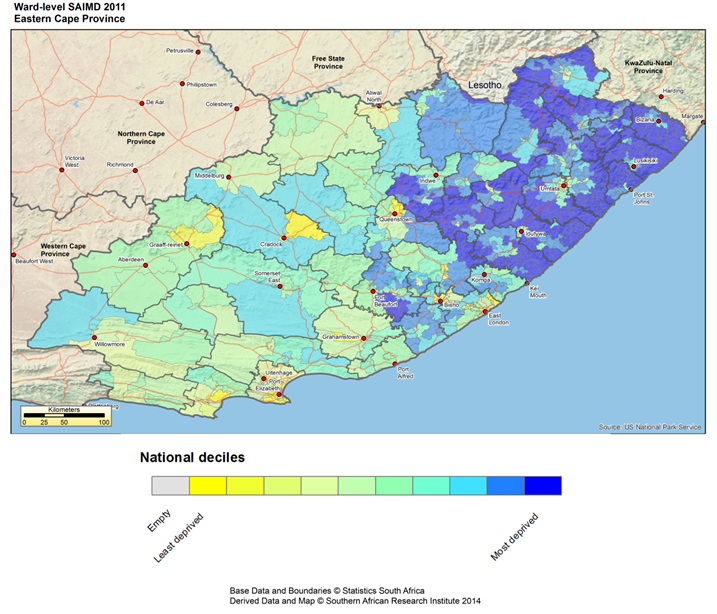 Ward-level SAIMD 2011
Eastern Cape Province
Petrusville
Free State
Province
KwaZulu-Natal
Province
Philipstown
Lesotho
Harding
De Aar
Colesberg
Aliwal
North
Bizana
Margate
Northern Cape
Province
Victoria
West
Richmond
Middelburg
Indwe
Lusikisiki
Umtata
Port St.
Johns
Queenstown
Western Cape
Province
Graaff-reinet
Cradock
Idutywa
Beaufort West
Aberdeen
Somerset
East
Komga
Kei
Mouth
Fort
Beaufort
Bisho
East
London
Willowmore
Grahamstown
Port
Alfred
Uitenhage
Port
Elizabeth
Kilometers
0 25 50 100
Source: US National Park Service
National deciles
Empty
Least deprived
Most deprived
Base Data and Boundaries © Statistics South Africa
Derived Data and Map © Southern African Research Institute 2014